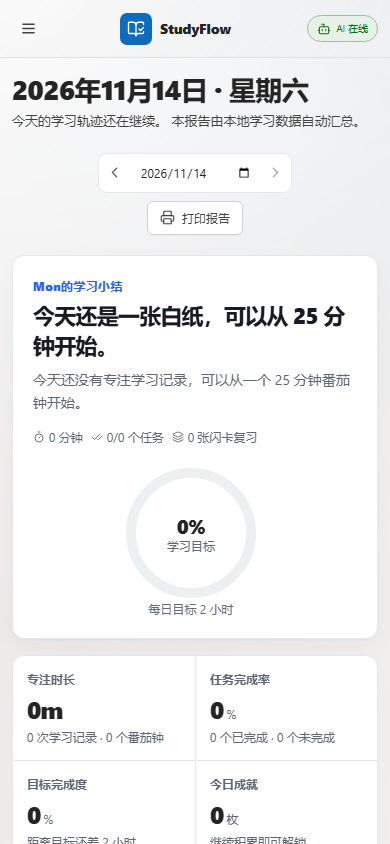 StudyFlow
AI 在线
2026年11月14日 · 星期六
今天的学习轨迹还在继续。 本报告由本地学习数据自动汇总。
2026/11/14
打印报告
Mon的学习小结
今天还是一张白纸，可以从 25 分
钟开始。
今天还没有专注学习记录，可以从一个 25 分钟番茄
钟开始。
0 分钟 0/0 个任务 0 张闪卡复习
0%
学习目标
每日目标 2 小时
专注时长
0m
0 次学习记录 · 0 个番茄钟
任务完成率
0 %
0 个已完成 · 0 个未完成
目标完成度
0 %
距离目标还差 2 小时
今日成就
0 枚
继续积累即可解锁